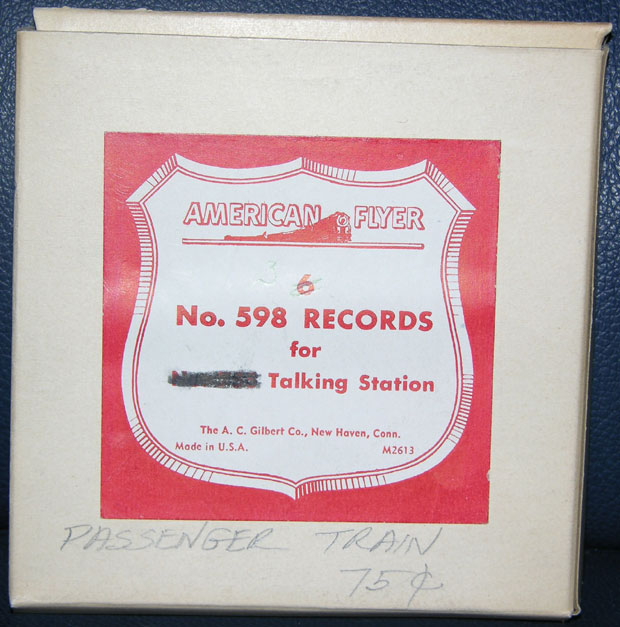 AMERICAN FLYER
3 6
No. 598 RECORDS
for
Talking Station
The A. C. Gilbert Co., New Haven, Conn.
Made in U.S.A. M2613
PASSENGER TRAIN
75¢